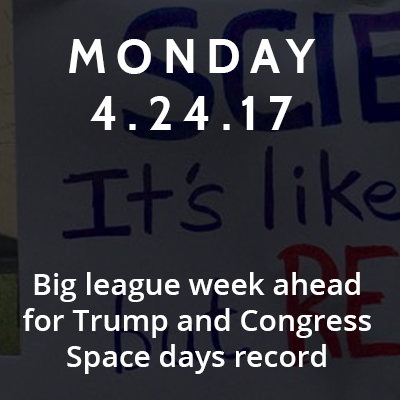 MONDAY
4.24.17
SCIE
It's like
but RE
Big league week ahead
for Trump and Congress
Space days record